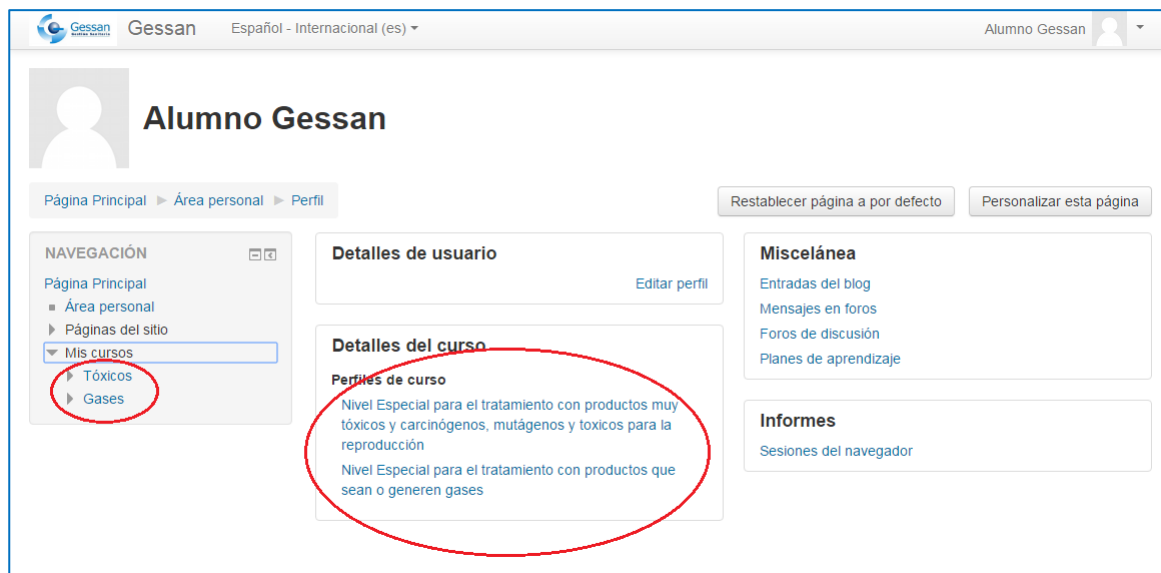 Gessan
Gessan
Español - Internacional (es)
Alumno Gessan
Alumno Gessan
Página Principal
Área personal
Perfil
Restablecer página a por defecto
Personalizar esta página
NAVEGACIÓN
Página Principal
Área personal
Páginas del sitio
Mis cursos
Tóxicos
Gases
Detalles de usuario
Editar perfil
Detalles del curso
Perfiles de curso
Nivel Especial para el tratamiento con productos muy
tóxicos y carcinógenos, mutágenos y toxicos para la
reproducción
Nivel Especial para el tratamiento con productos que
sean o generen gases
Miscelánea
Entradas del blog
Mensajes en foros
Foros de discusión
Planes de aprendizaje
Informes
Sesiones del navegador